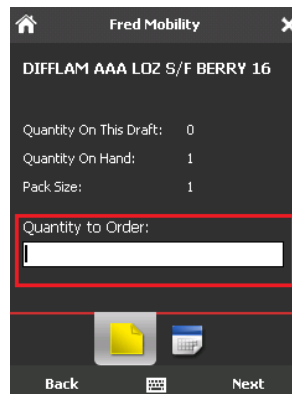 Fred Mobility
DIFFLAM AAA LOZ S/F BERRY 16
Quantity On This Draft: 0
Quantity On Hand: 1
Pack Size: 1
Quantity to Order:
Back Next